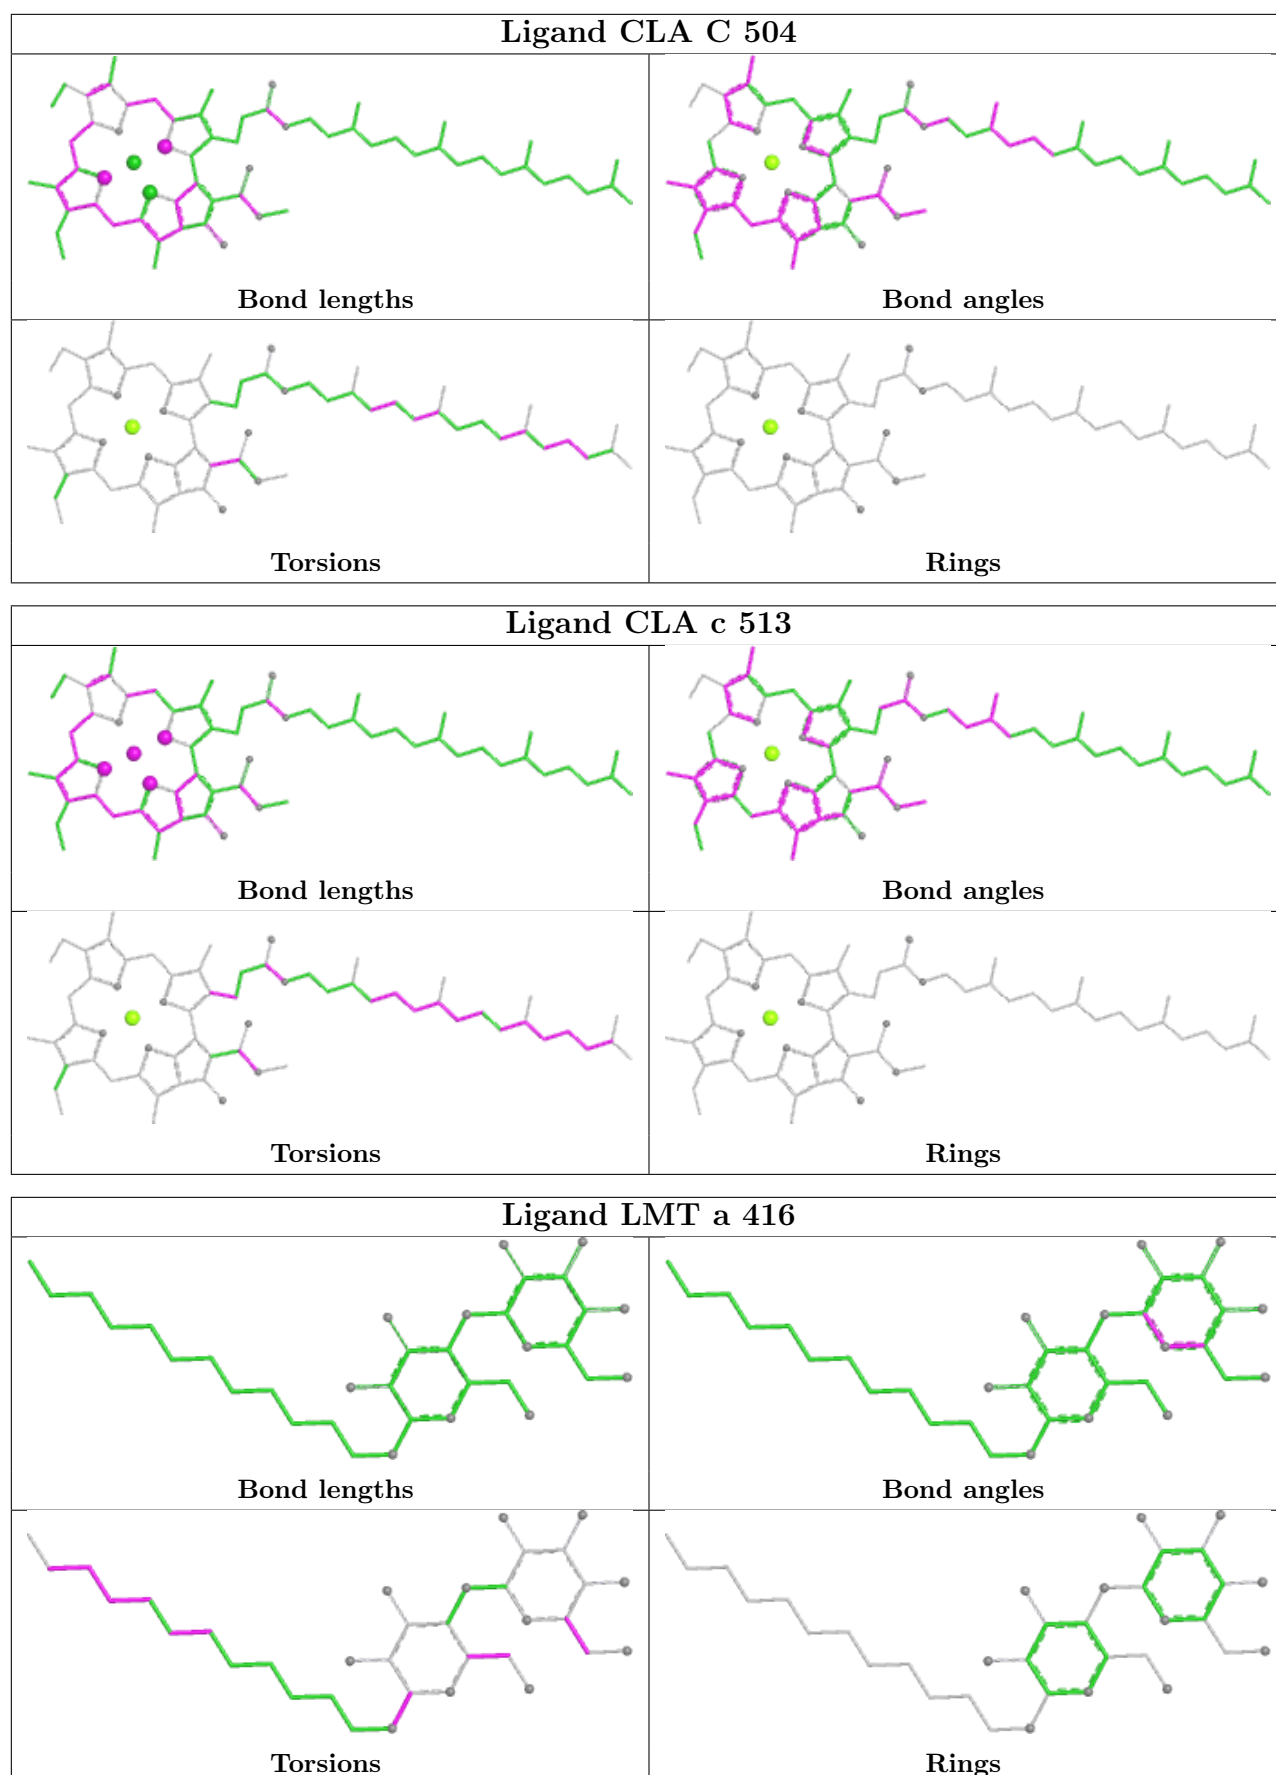 Ligand CLA C 504
Bond lengths
Bond angles
Torsions
Rings
Ligand CLA c 513
Bond lengths
Bond angles
Torsions
Rings
Ligand LMT a 416
Bond lengths
Bond angles
Torsions
Rings